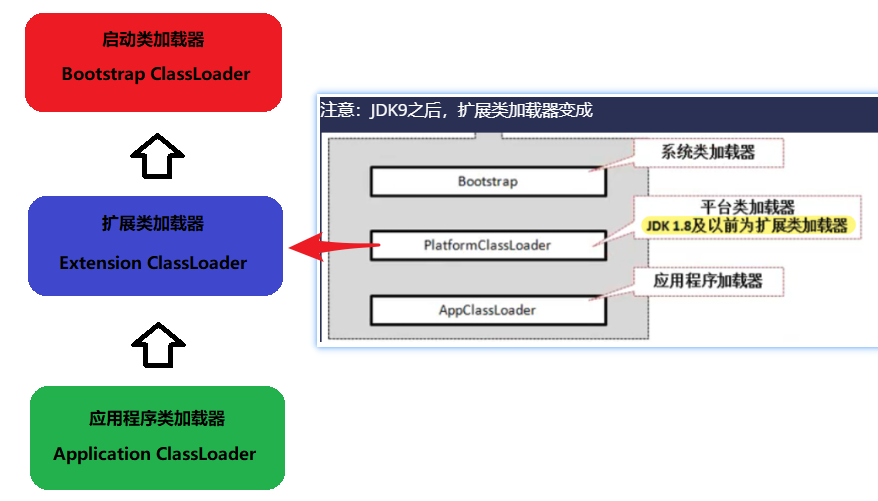 启动类加载器
Bootstrap ClassLoader
扩展类加载器
Extension ClassLoader
应用程序类加载器
Application ClassLoader
注意：JDK9之后，扩展类加载器变成
系统类加载器
Bootstrap
平台类加载器
JDK 1.8及以前为扩展类加载器
PlatformClassLoader
应用程序加载器
AppClassLoader